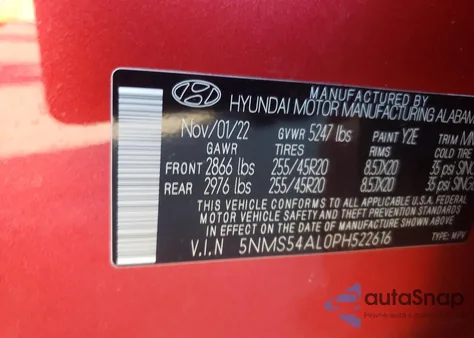 MANUFACTURED BY
HYUNDAI MOTOR MANUFACTURING ALABAM
Nov/01/22 GVWR 5247 lbs PAINT Y2E TRIM
GAWR TIRES RIMS COLD TIRE
FRONT 2866 lbs 255/45R20 8.5JX20 35 psi SING
REAR 2976 lbs 255/45R20 8.5JX20 35 psi SING
THIS VEHICLE CONFORMS TO ALL APPLICABLE U.S.A. FEDERAL
MOTOR VEHICLE SAFETY AND THEFT PREVENTION STANDARDS
IN EFFECT ON THE DATE OF MANUFACTURE SHOWN ABOVE.
V.I.N 5NMS54AL0PH522616 TYPE: MPV
autoSnap